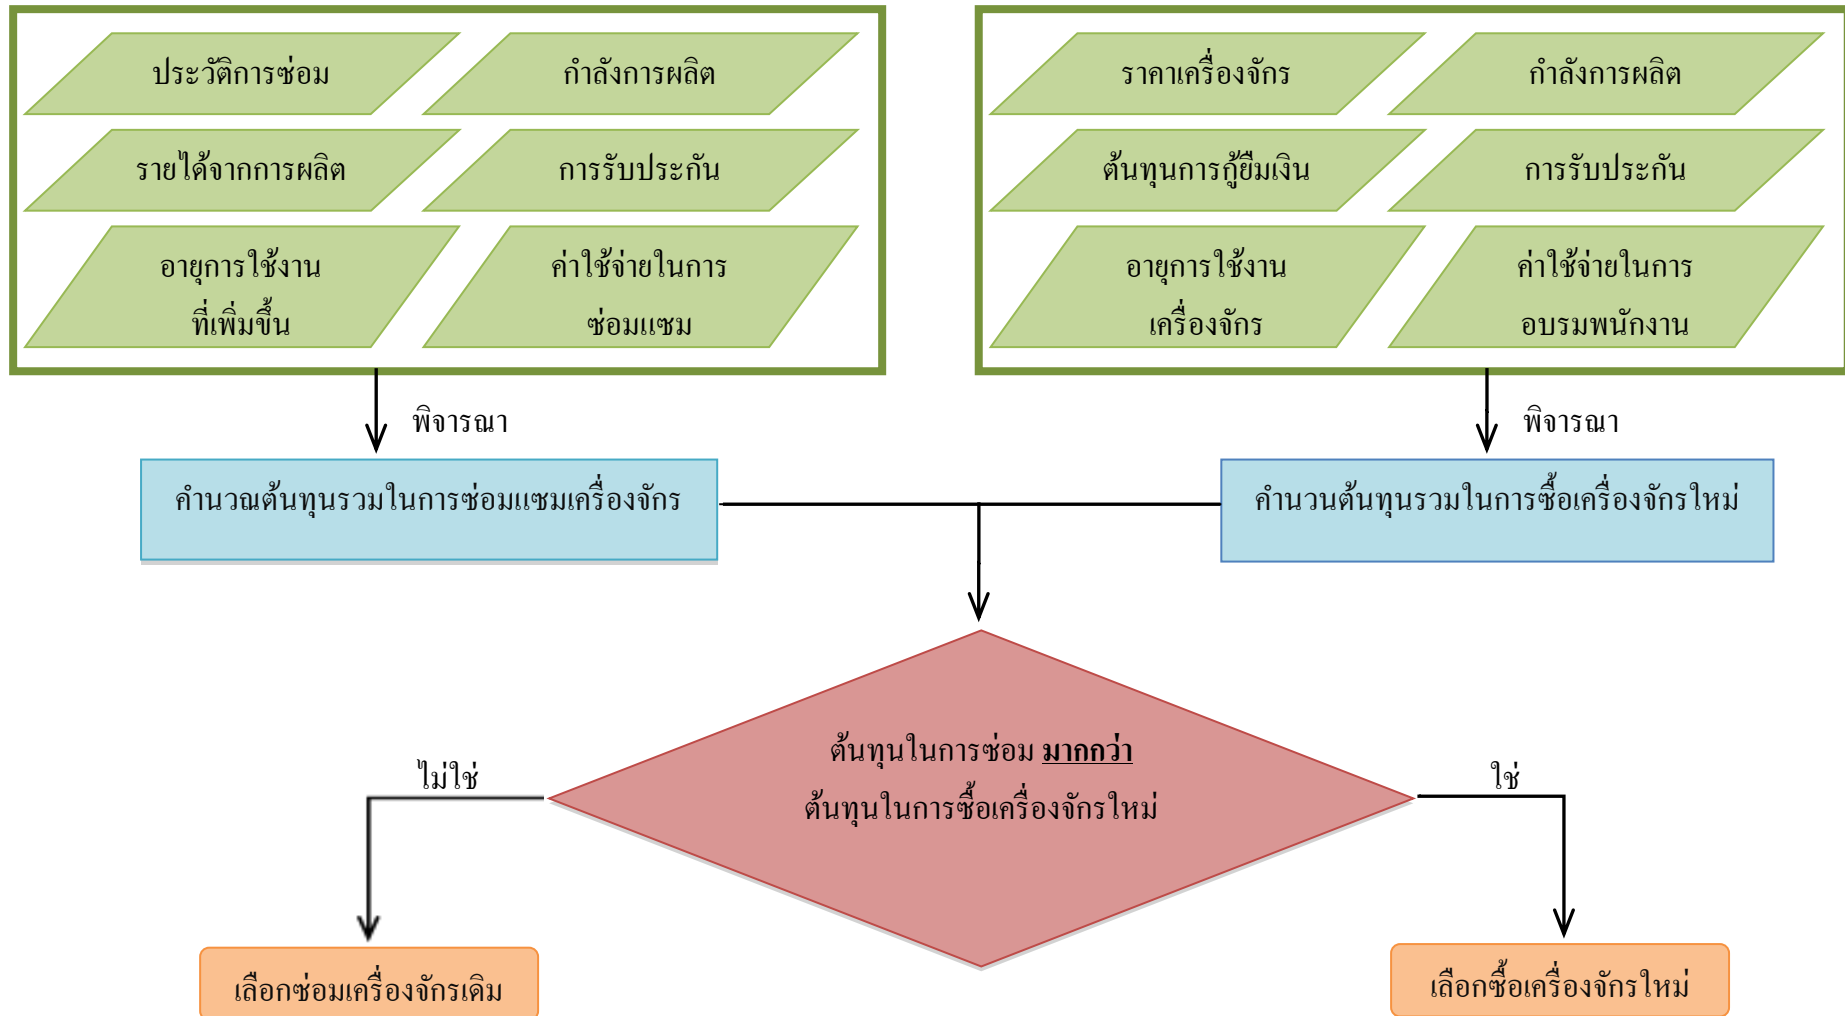 ประวัติการซ่อม
กำลังการผลิต
รายได้จากการผลิต
การรับประกัน
อายุการใช้งาน
ที่เพิ่มขึ้น
ค่าใช้จ่ายในการ
ซ่อมแซม
ราคาเครื่องจักร
กำลังการผลิต
ต้นทุนการกู้ยืมเงิน
การรับประกัน
อายุการใช้งาน
เครื่องจักร
ค่าใช้จ่ายในการ
อบรมพนักงาน
พิจารณา
พิจารณา
คำนวณต้นทุนรวมในการซ่อมแซมเครื่องจักร
คำนวนต้นทุนรวมในการซื้อเครื่องจักรใหม่
ต้นทุนในการซ่อม มากกว่า
ต้นทุนในการซื้อเครื่องจักรใหม่
ไม่ใช่
ใช่
เลือกซ่อมเครื่องจักรเดิม
เลือกซื้อเครื่องจักรใหม่